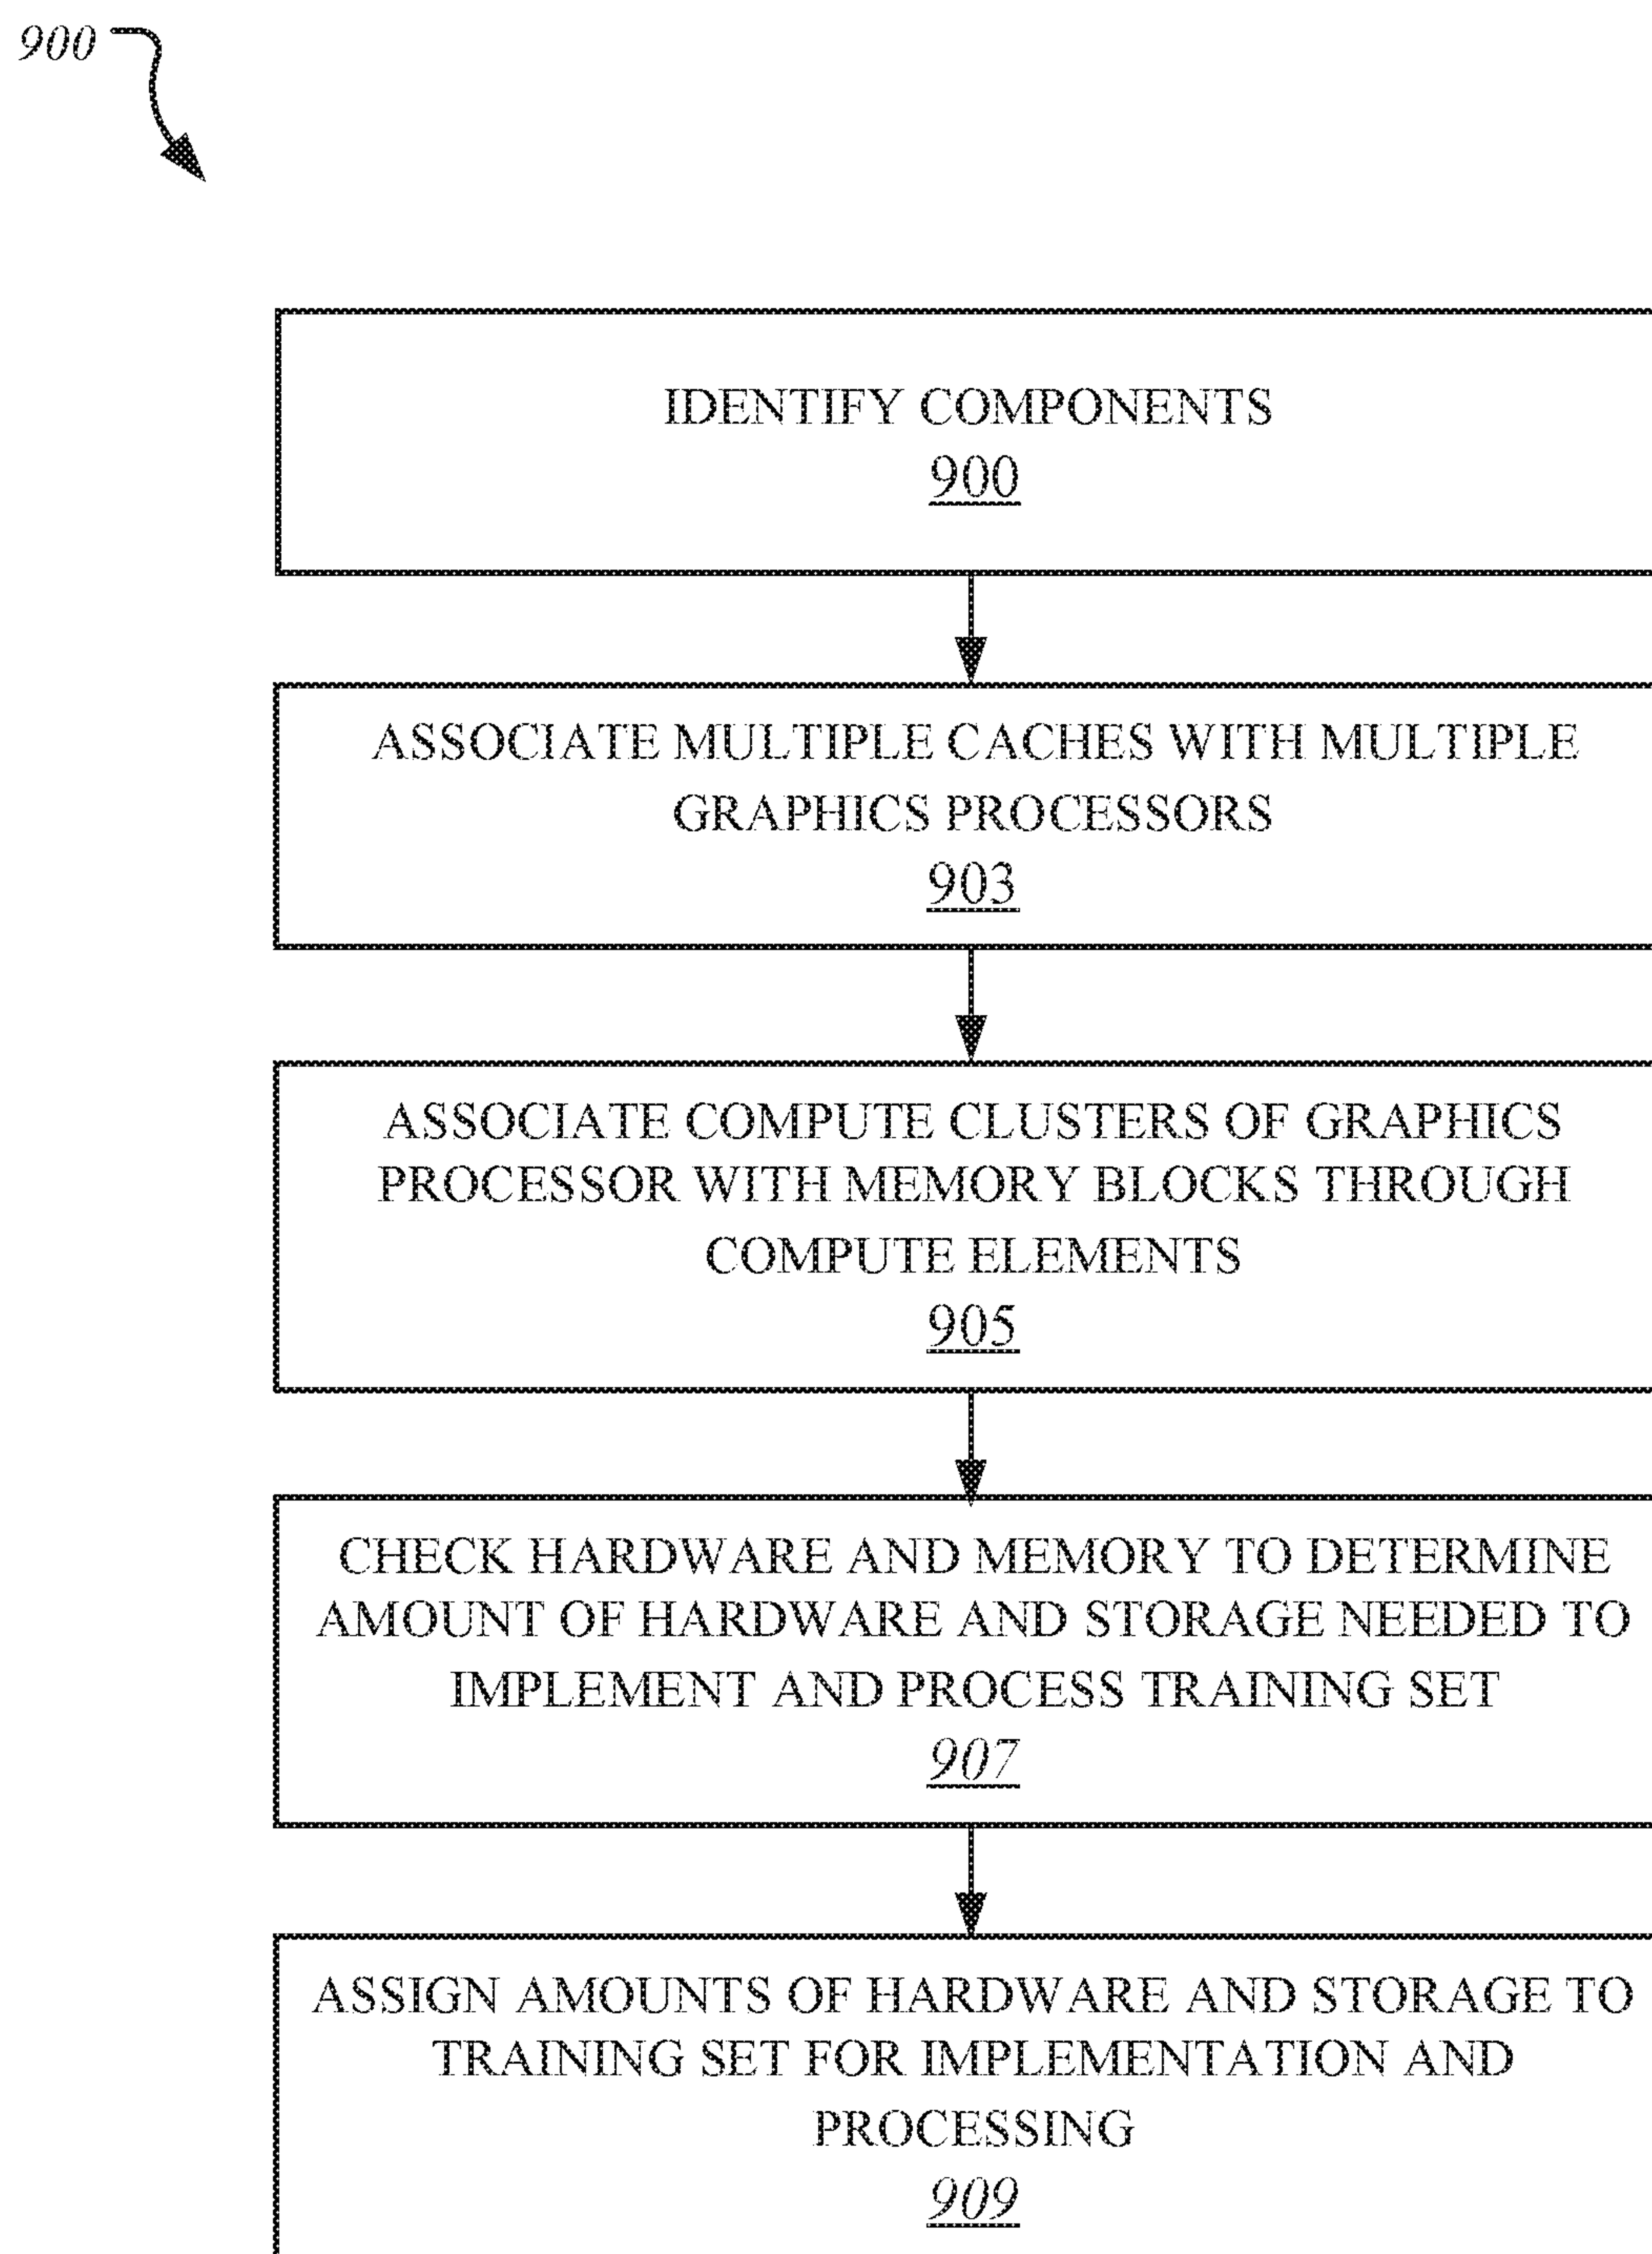 900
IDENTIFY COMPONENTS
900
ASSOCIATE MULTIPLE CACHES WITH MULTIPLE
GRAPHICS PROCESSORS
903
ASSOCIATE COMPUTE CLUSTERS OF GRAPHICS
PROCESSOR WITH MEMORY BLOCKS THROUGH
COMPUTE ELEMENTS
905
CHECK HARDWARE AND MEMORY TO DETERMINE
AMOUNT OF HARDWARE AND STORAGE NEEDED TO
IMPLEMENT AND PROCESS TRAINING SET
907
ASSIGN AMOUNTS OF HARDWARE AND STORAGE TO
TRAINING SET FOR IMPLEMENTATION AND
PROCESSING
909